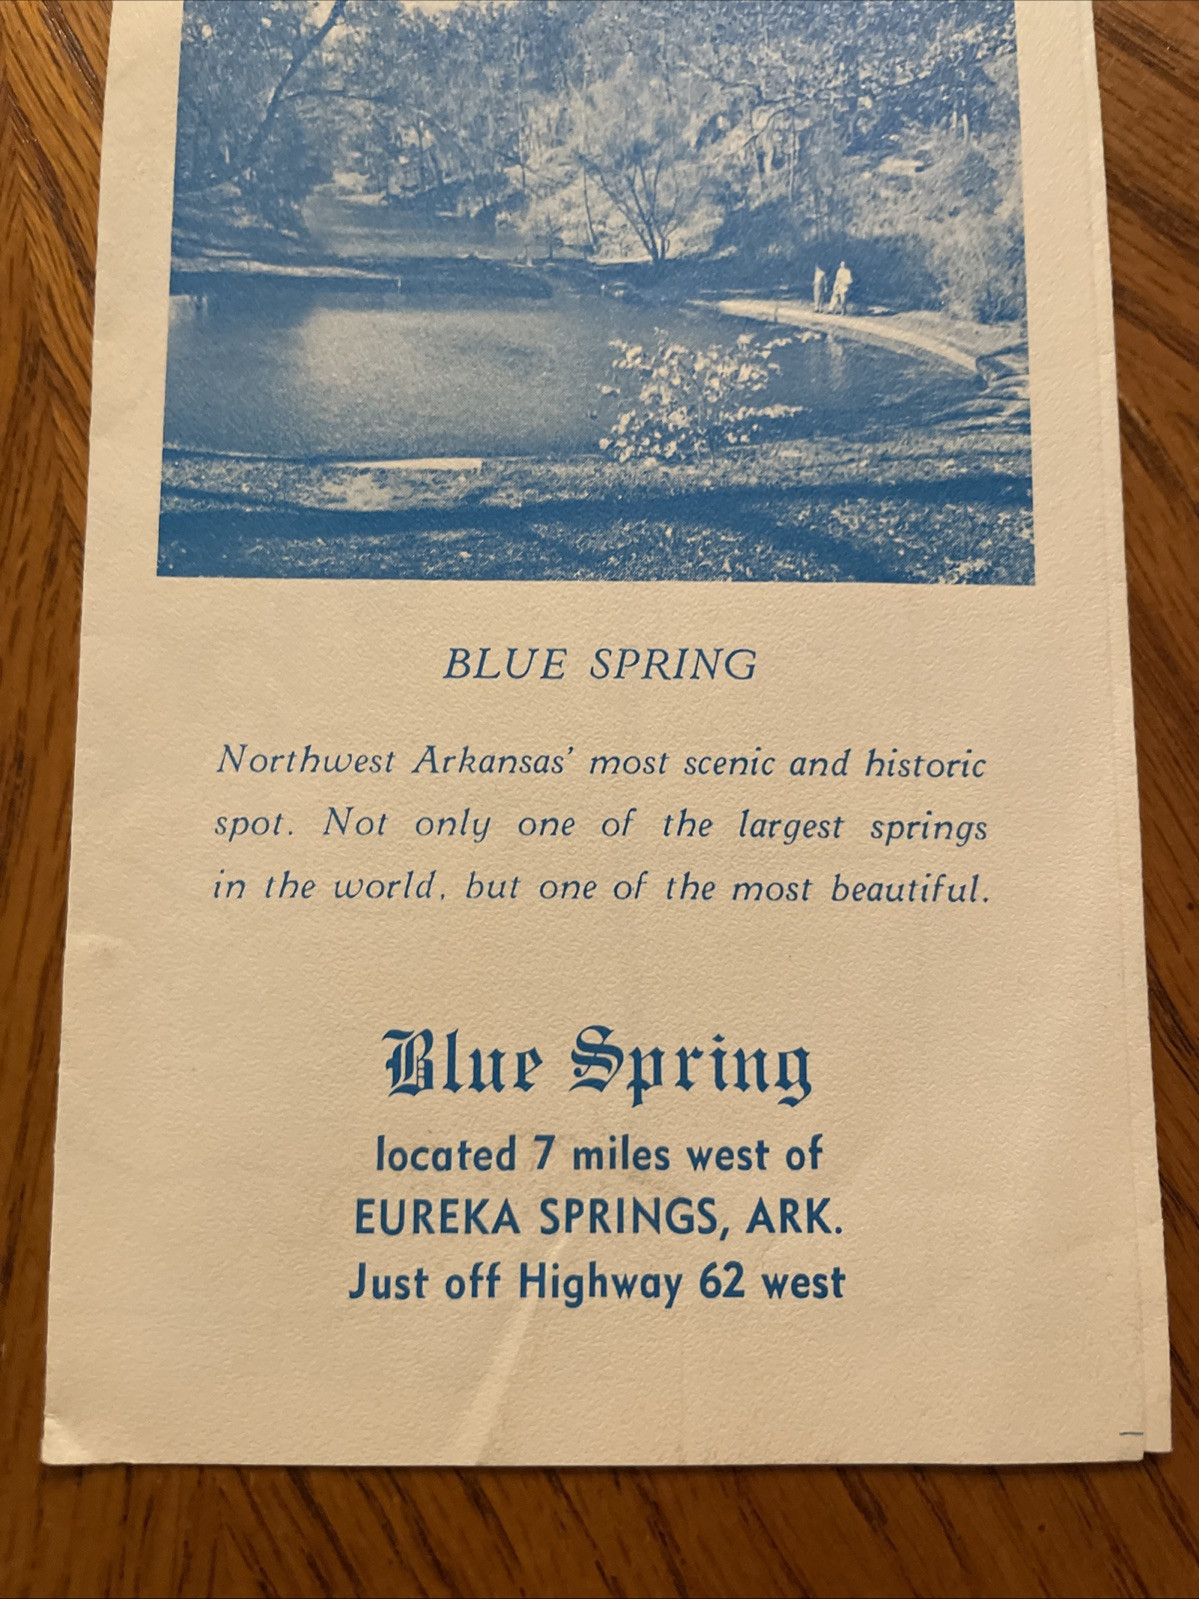 BLUE SPRING
Northwest Arkansas' most scenic and historic
spot. Not only one of the largest springs
in the world, but one of the most beautiful.
Blue Spring
located 7 miles west of
EUREKA SPRINGS, ARK.
Just off Highway 62 west